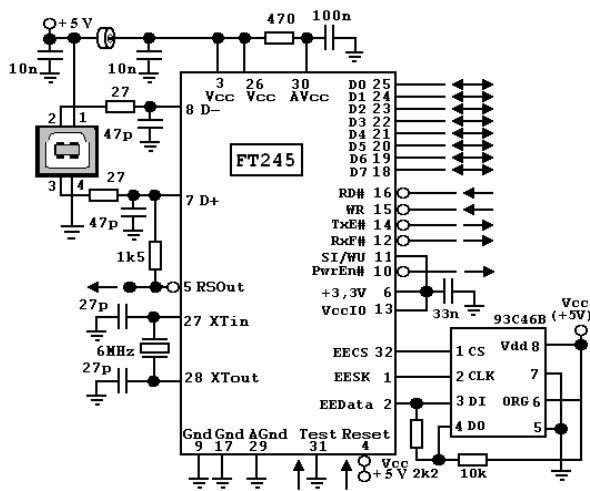 +5V
470
100n
10n
10n
3
Vcc
26
Vcc
30
AVcc
27
8 D-
2 1
47p
FT245
3 4
27
7 D+
47p
1k5
5 RSOut
27p
27 XTin
6MHz
28 XTout
27p
D0 25
D1 24
D2 23
D3 22
D4 21
D5 20
D6 19
D7 18
RD# 16
WR 15
TxE# 14
RxF# 12
SI/WU 11
PwrEn# 10
+3,3V 6
VccIO 13
33n
EECS 32
EESK 1
EEData 2
93C46B
Vcc
(+5V)
1 CS
Vdd 8
2 CLK
7
3 DI
ORG 6
4 DO
5
2k2
10k
Gnd
9
Gnd
17
AGnd
29
Test
31
Reset
4
Vcc
+5V